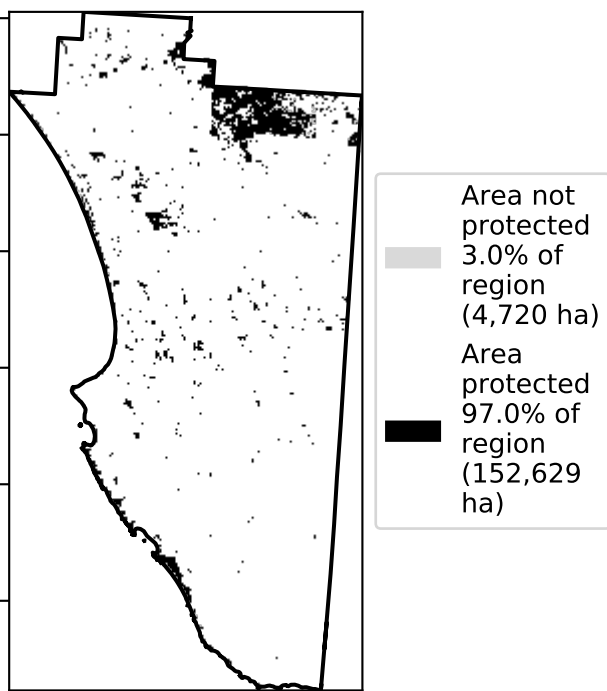 Area not
protected
3.0% of
region
(4,720 ha)
Area
protected
97.0% of
region
(152,629
ha)